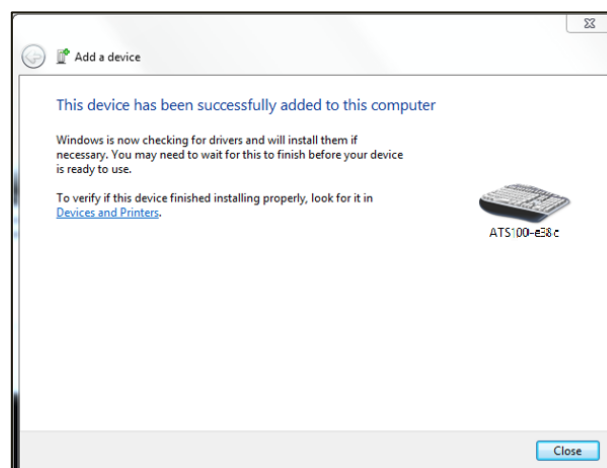 Add a device
This device has been successfully added to this computer
Windows is now checking for drivers and will install them if
necessary. You may need to wait for this to finish before your device
is ready to use.
To verify if this device finished installing properly, look for it in
Devices and Printers.
ATS100-e38c
Close